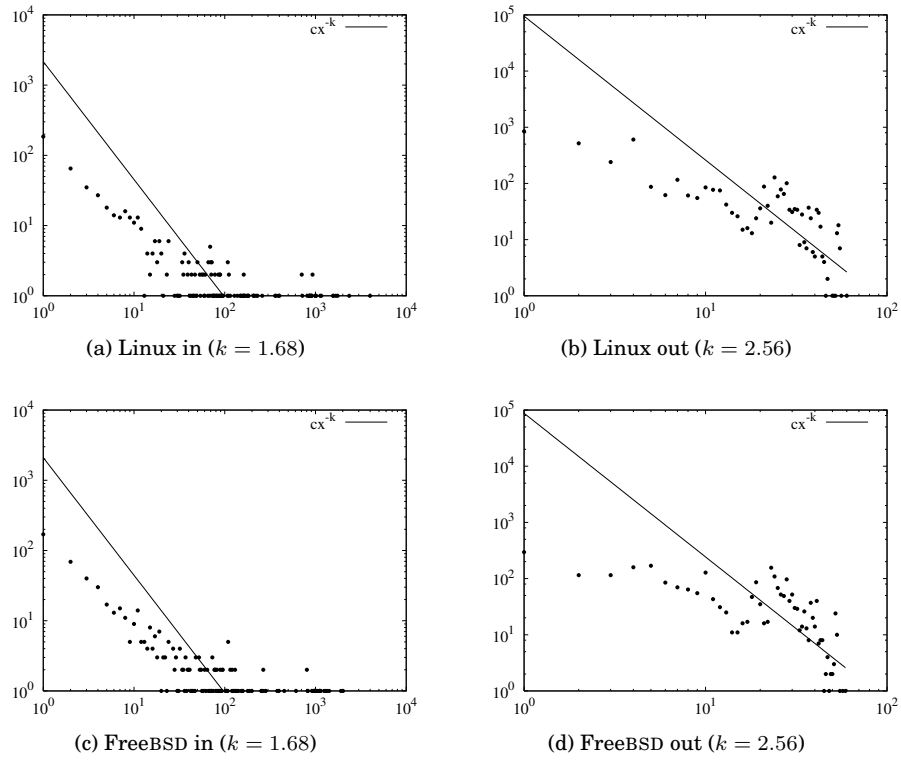 10^4
10^3
10^2
10^1
10^0
10^0 10^1 10^2 10^3 10^4
cx^-k
(a) Linux in (k = 1.68)
10^5
10^4
10^3
10^2
10^1
10^0
10^0 10^1 10^2
cx^-k
(b) Linux out (k = 2.56)
10^4
10^3
10^2
10^1
10^0
10^0 10^1 10^2 10^3 10^4
cx^-k
(c) FreeBSD in (k = 1.68)
10^5
10^4
10^3
10^2
10^1
10^0
10^0 10^1 10^2
cx^-k
(d) FreeBSD out (k = 2.56)